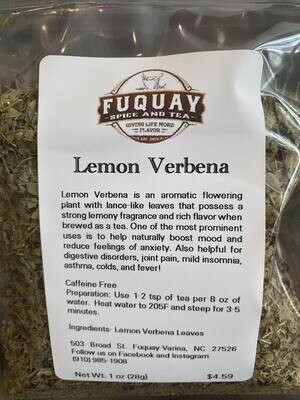 FUQUAY
SPICE AND TEA
GIVING LIFE MORE
FLAVOR
Lemon Verbena
Lemon Verbena is an aromatic flowering
plant with lance-like leaves that possess a
strong lemony fragrance and rich flavor when
brewed as a tea. One of the most prominent
uses is to help naturally boost mood and
reduce feelings of anxiety. Also helpful for
digestive disorders, joint pain, mild insomnia,
asthma, colds, and fever!
Caffeine Free
Preparation: Use 1-2 tsp of tea per 8 oz of
water. Heat water to 205F and steep for 3-5
minutes.
Ingredients: Lemon Verbena Leaves
503 Broad St. Fuquay-Varina, NC 27526
Follow us on Facebook and Instagram
(910) 985-1908
Net Wt. 1 oz (28g) $4.59